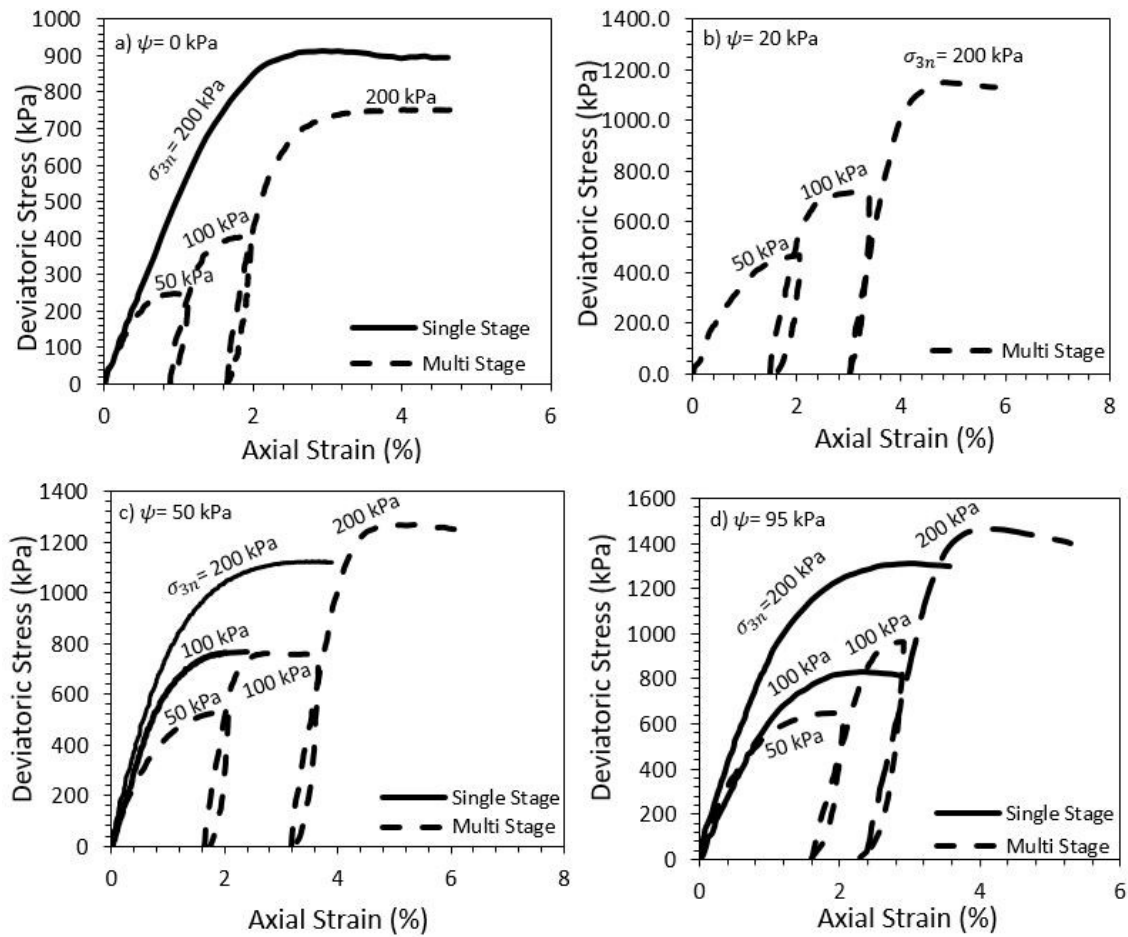 a) ψ= 0 kPa
Deviatoric Stress (kPa)
1000
900
800
700
600
500
400
300
200
100
0
σ3n= 200 kPa
200 kPa
100 kPa
50 kPa
Single Stage
Multi Stage
0 2 4 6
Axial Strain (%)
b) ψ= 20 kPa
Deviatoric Stress (kPa)
1400.0
1200.0
1000.0
800.0
600.0
400.0
200.0
0.0
σ3n= 200 kPa
100 kPa
50 kPa
Multi Stage
0 2 4 6 8
Axial Strain (%)
c) ψ= 50 kPa
Deviatoric Stress (kPa)
1400
1200
1000
800
600
400
200
0
200 kPa
σ3n= 200 kPa
100 kPa
100 kPa
50 kPa
Single Stage
Multi Stage
0 2 4 6 8
Axial Strain (%)
d) ψ= 95 kPa
Deviatoric Stress (kPa)
1600
1400
1200
1000
800
600
400
200
0
200 kPa
σ3n=200 kPa
100 kPa
100 kPa
50 kPa
Single Stage
Multi Stage
0 2 4 6
Axial Strain (%)